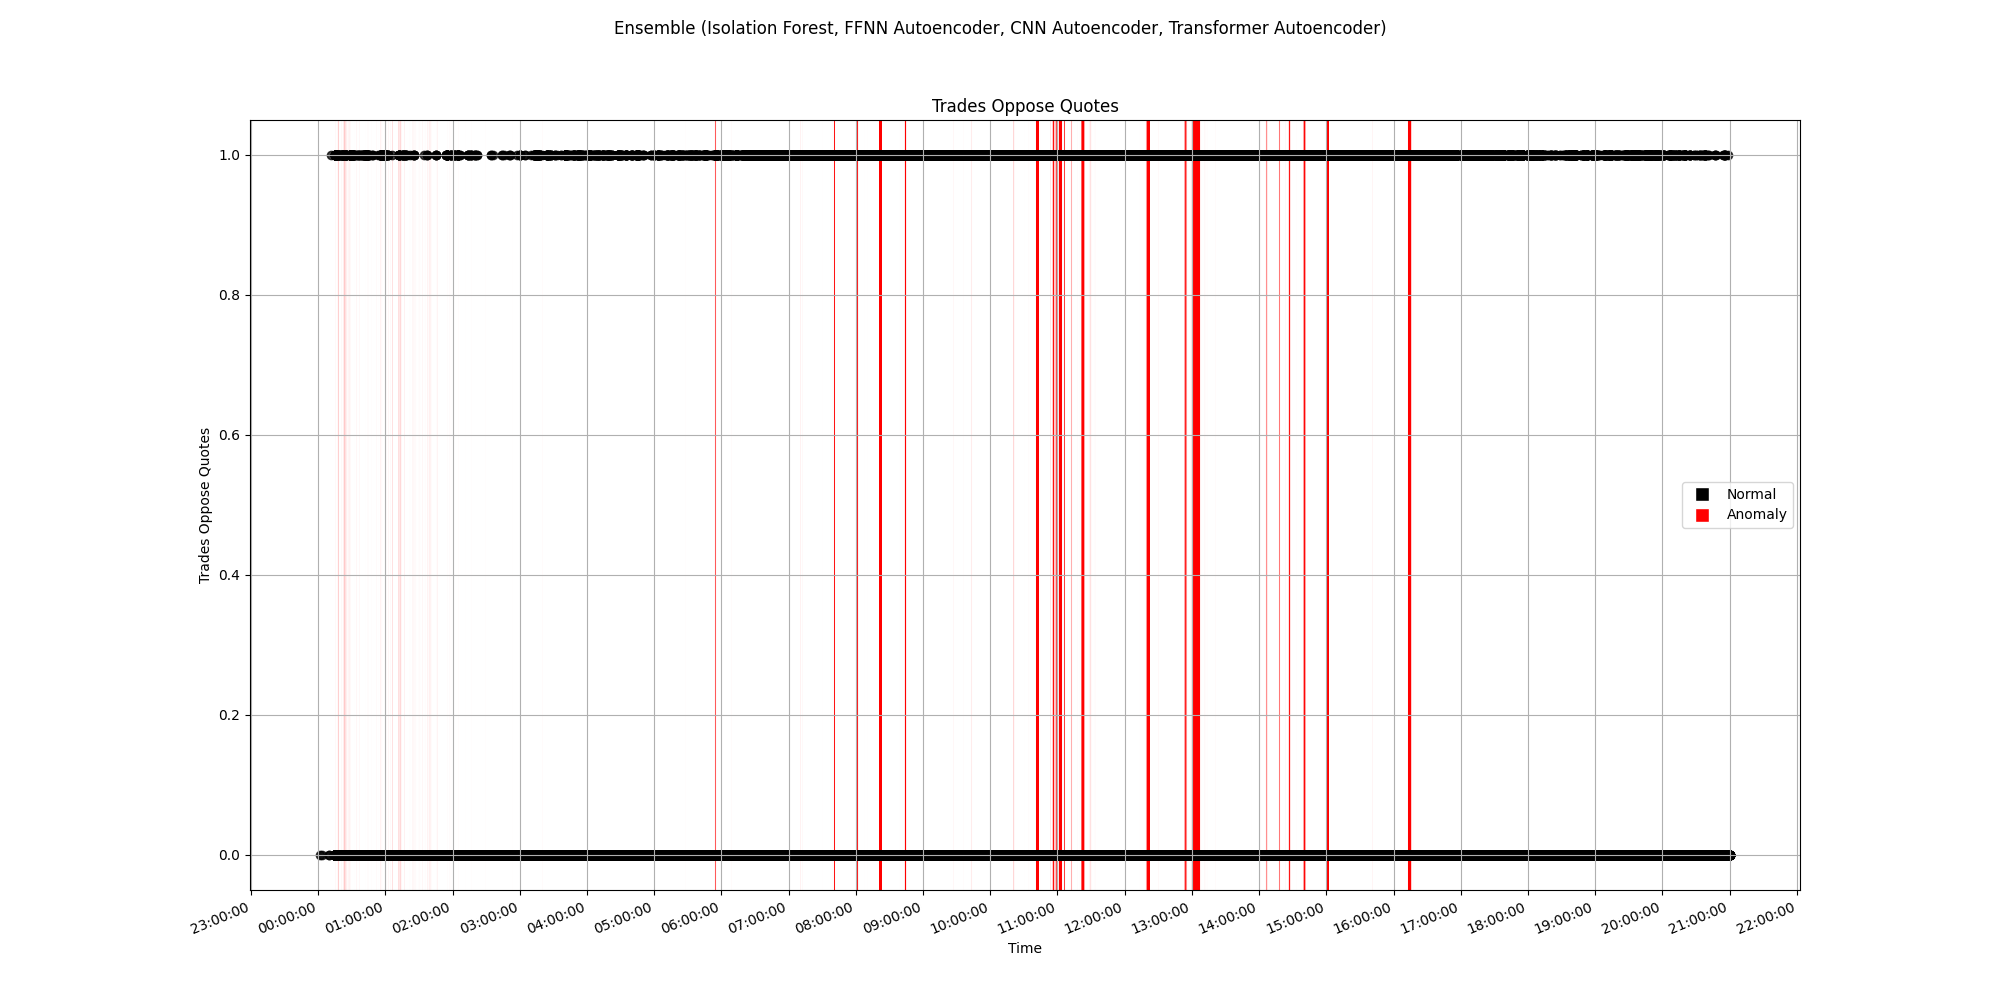 Ensemble (Isolation Forest, FFNN Autoencoder, CNN Autoencoder, Transformer Autoencoder)
Trades Oppose Quotes
1.0
0.8
0.6
0.4
0.2
0.0
Trades Oppose Quotes
Normal
Anomaly
23:00:00 00:00:00 01:00:00 02:00:00 03:00:00 04:00:00 05:00:00 06:00:00 07:00:00 08:00:00 09:00:00 10:00:00 11:00:00 12:00:00 13:00:00 14:00:00 15:00:00 16:00:00 17:00:00 18:00:00 19:00:00 20:00:00 21:00:00 22:00:00
Time